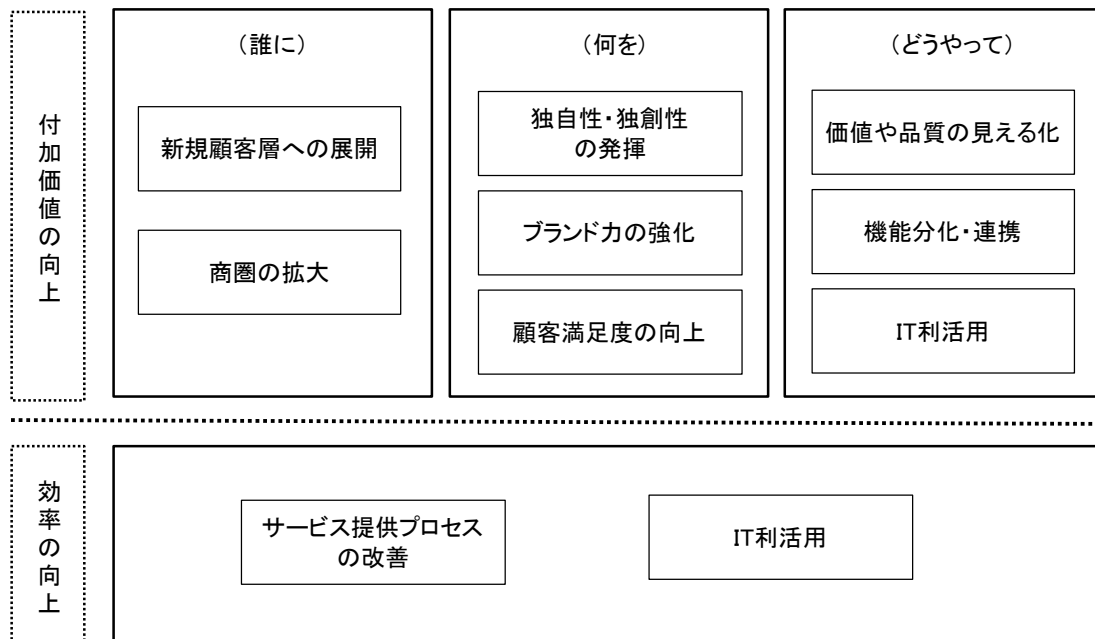 付加価値の向上
(誰に)
新規顧客層への展開
商圏の拡大
(何を)
独自性・独創性
の発揮
ブランド力の強化
顧客満足度の向上
(どうやって)
価値や品質の見える化
機能分化・連携
IT利活用
効率の向上
サービス提供プロセス
の改善
IT利活用